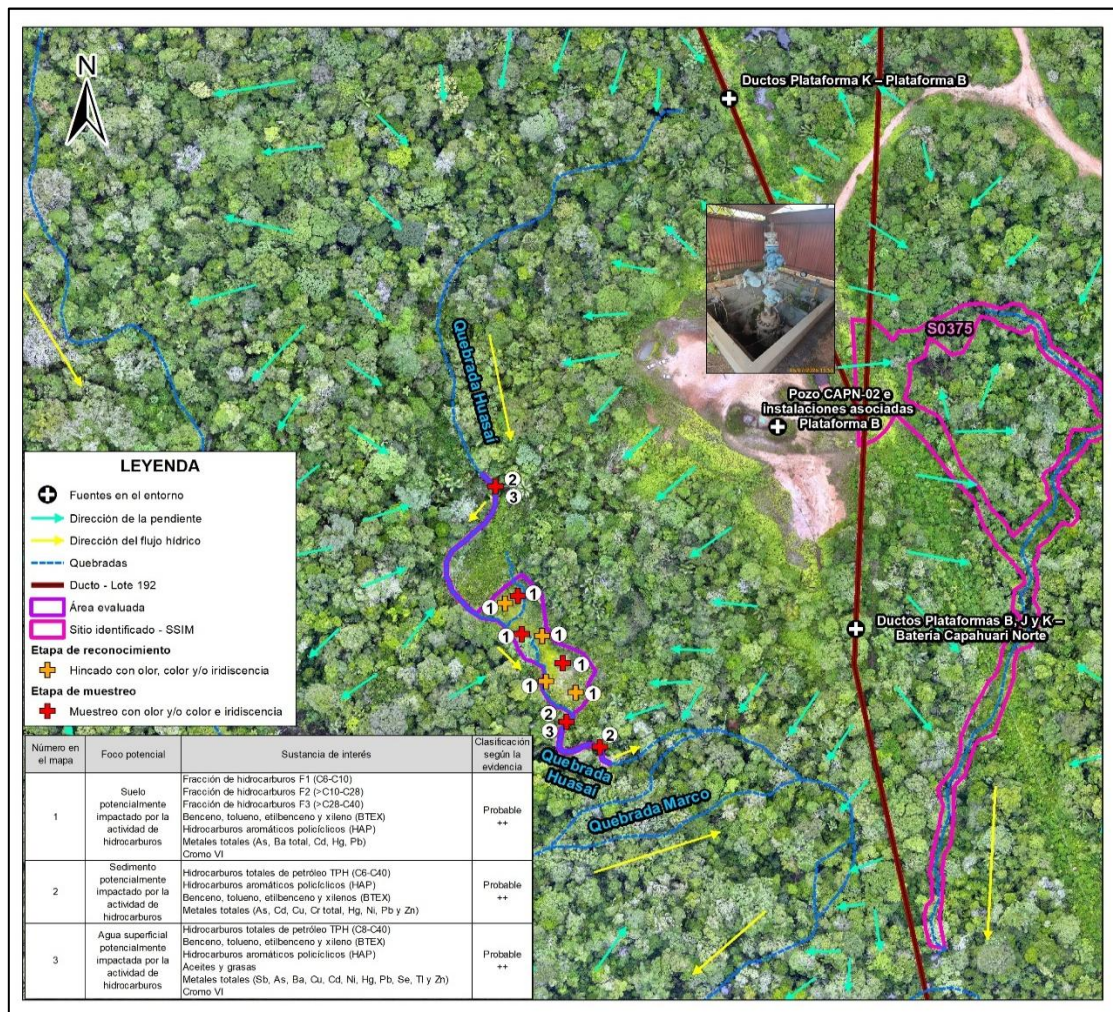 N
Ductos Plataforma K – Plataforma B
S0375
Quebrada Huasaí
Pozo CAPN-02 e
instalaciones asociadas
Plataforma B
2
3
1
1
1
1
1
1
1
2
3
2
Ductos Plataformas B, J y K –
Batería Capahuari Norte
Quebrada
Huasaí
Quebrada Marco
LEYENDA
Fuentes en el entorno
Dirección de la pendiente
Dirección del flujo hídrico
Quebradas
Ducto - Lote 192
Área evaluada
Sitio identificado - SSIM
Etapa de reconocimiento
Hincado con olor, color y/o iridiscencia
Etapa de muestreo
Muestreo con olor y/o color e iridiscencia
Número en el mapa
Foco potencial
Sustancia de interés
Clasificación según la evidencia
1
Suelo potencialmente impactado por la actividad de hidrocarburos
Fracción de hidrocarburos F1 (C6-C10)
Fracción de hidrocarburos F2 (>C10-C28)
Fracción de hidrocarburos F3 (>C28-C40)
Benceno, tolueno, etilbenceno y xileno (BTEX)
Hidrocarburos aromáticos policíclicos (HAP)
Metales totales (As, Ba total, Cd, Hg, Pb)
Cromo VI
Probable
++
2
Sedimento potencialmente impactado por la actividad de hidrocarburos
Hidrocarburos totales de petróleo TPH (C6-C40)
Hidrocarburos aromáticos policíclicos (HAP)
Benceno, tolueno, etilbenceno y xileno (BTEX)
Metales totales (As, Cd, Cu, Cr total, Hg, Ni, Pb y Zn)
Probable
++
3
Agua superficial potencialmente impactada por la actividad de hidrocarburos
Hidrocarburos totales de petróleo TPH (C8-C40)
Benceno, tolueno, etilbenceno y xileno (BTEX)
Hidrocarburos aromáticos policíclicos (HAP)
Aceites y grasas
Metales totales (Sb, As, Ba, Cu, Cd, Ni, Hg, Pb, Se, Tl y Zn)
Cromo VI
Probable
++